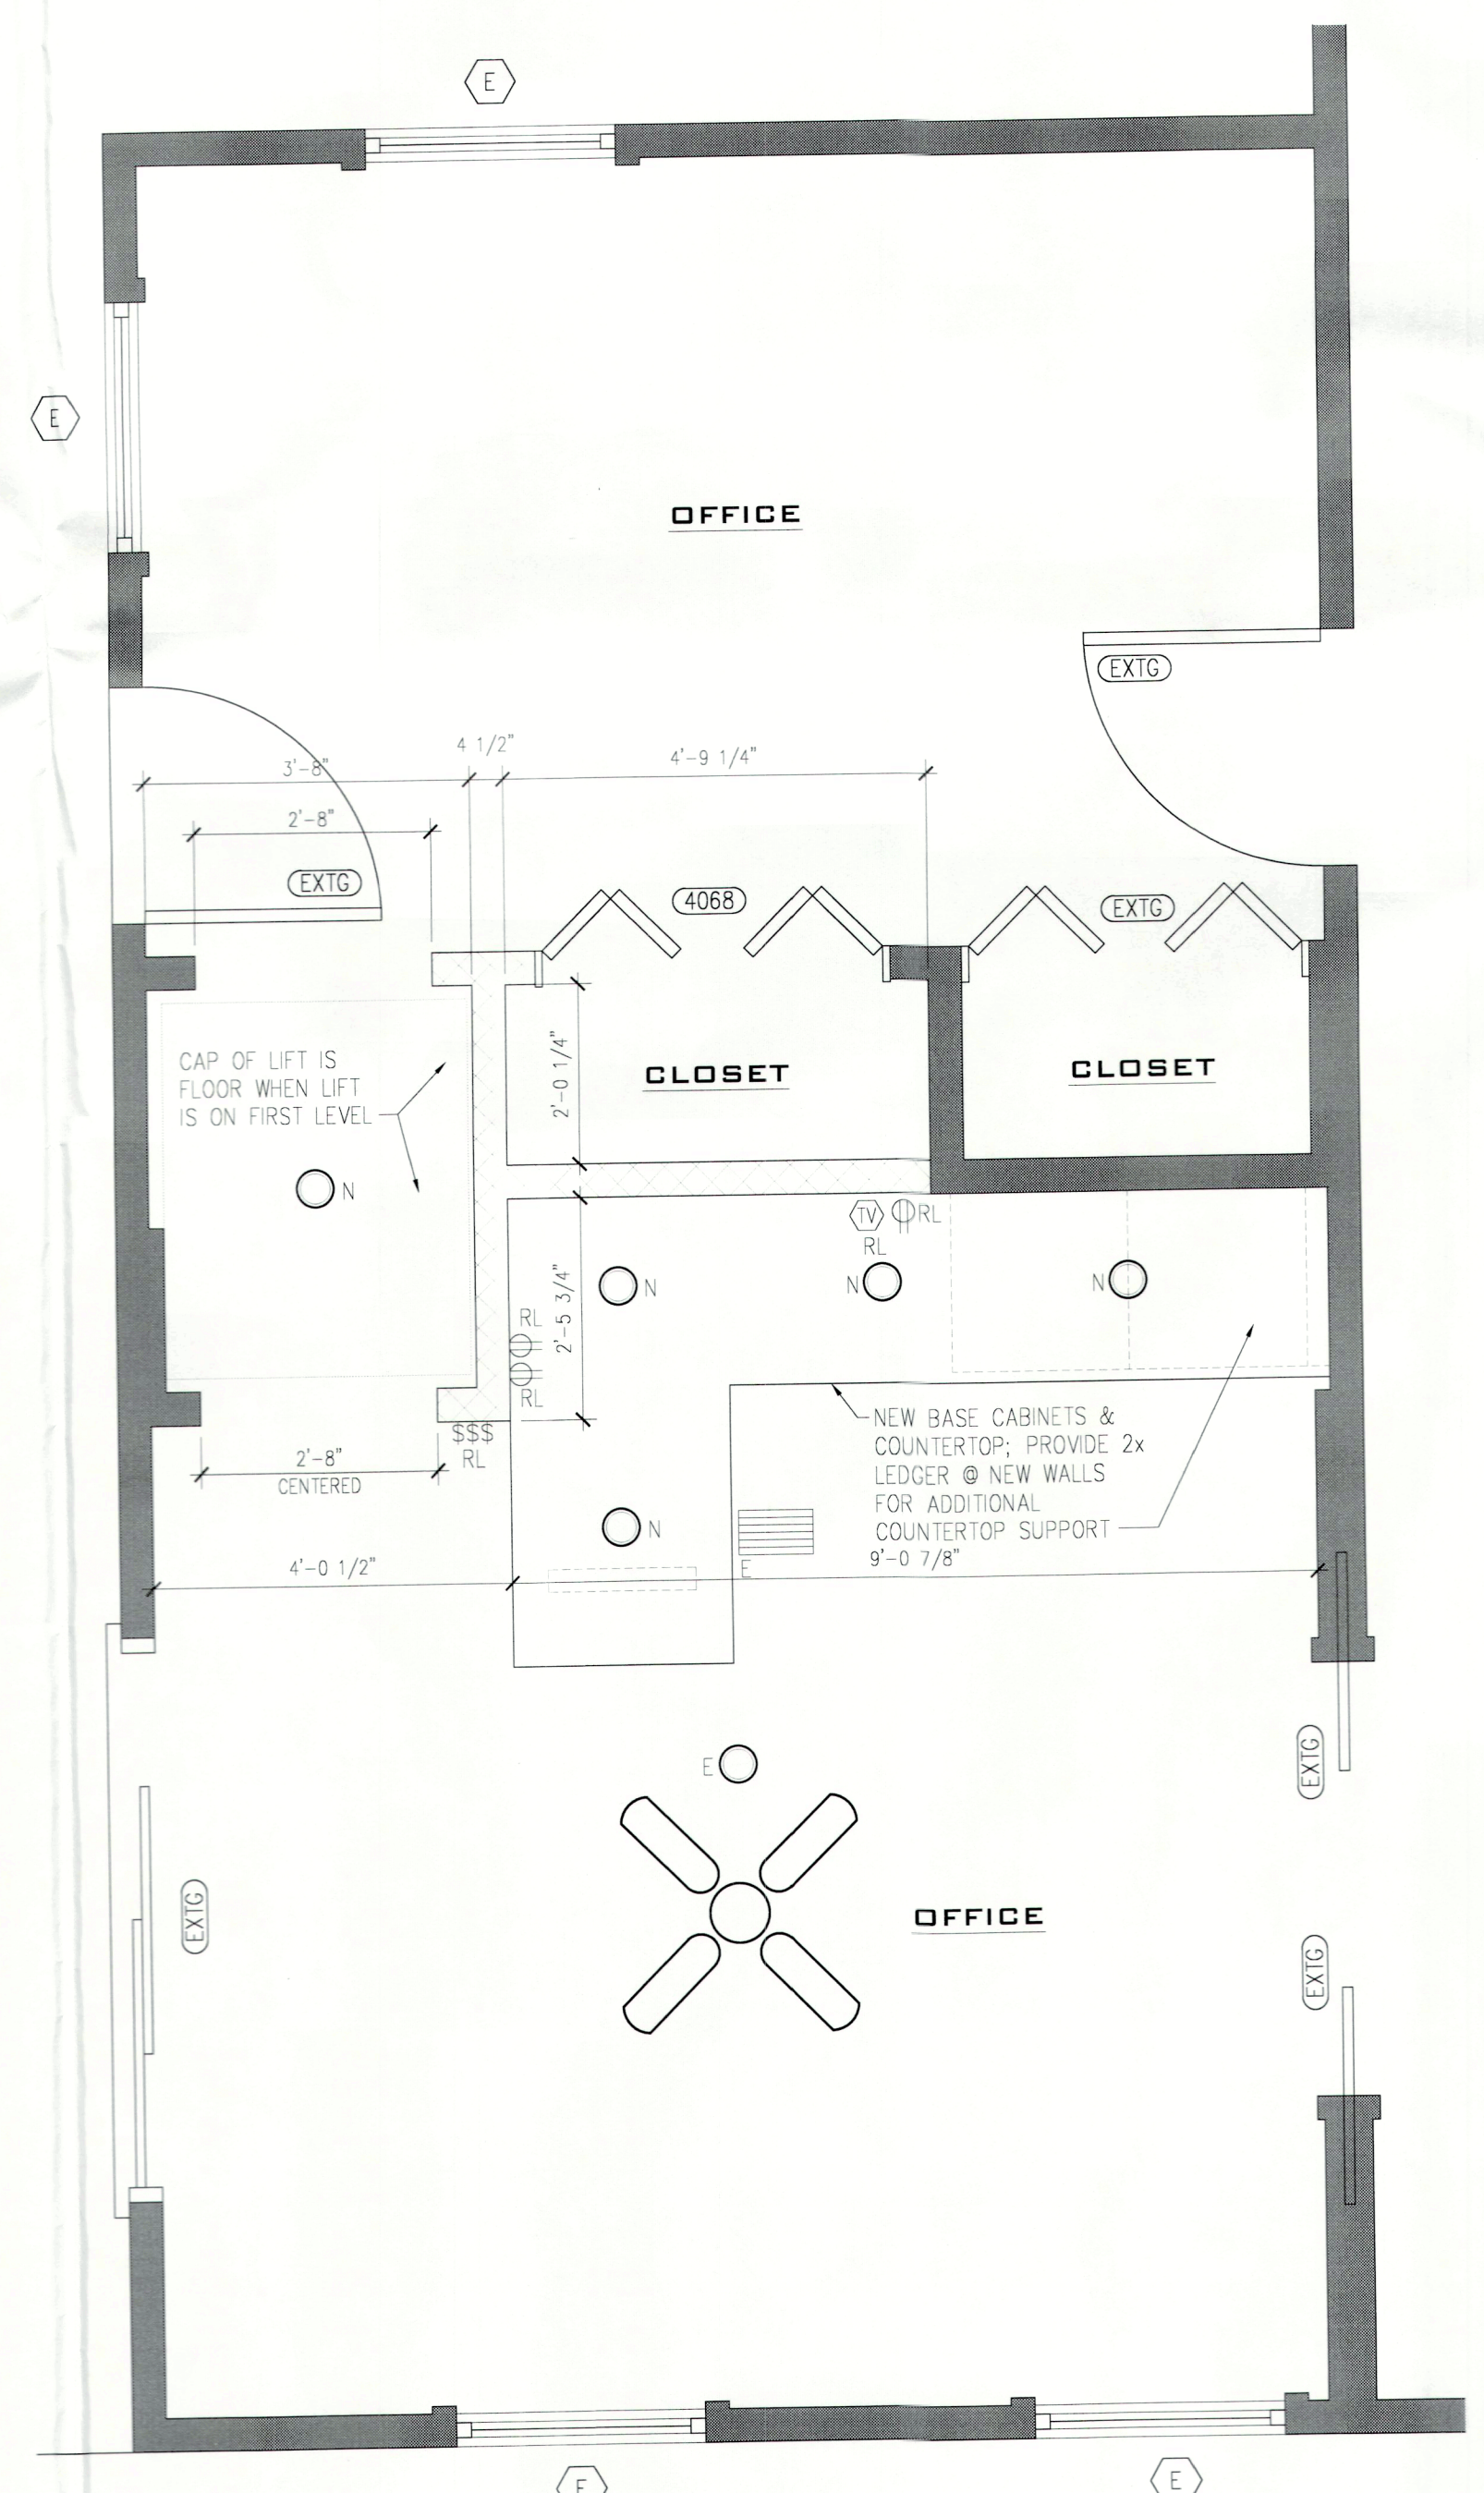 E
E
OFFICE
EXTG
4 1/2"
3'-8"
4'-9 1/4"
2'-8"
EXTG
4068
EXTG
2'-0 1/4"
CAP OF LIFT IS
FLOOR WHEN LIFT
IS ON FIRST LEVEL
CLOSET
CLOSET
N
TV
RL
RL
N
N
N
2'-5 3/4"
RL
RL
$$$
RL
2'-8"
CENTERED
NEW BASE CABINETS &
COUNTERTOP; PROVIDE 2x
LEDGER @ NEW WALLS
FOR ADDITIONAL
COUNTERTOP SUPPORT
N
E
4'-0 1/2"
9'-0 7/8"
E
EXTG
EXTG
OFFICE
EXTG
E
E